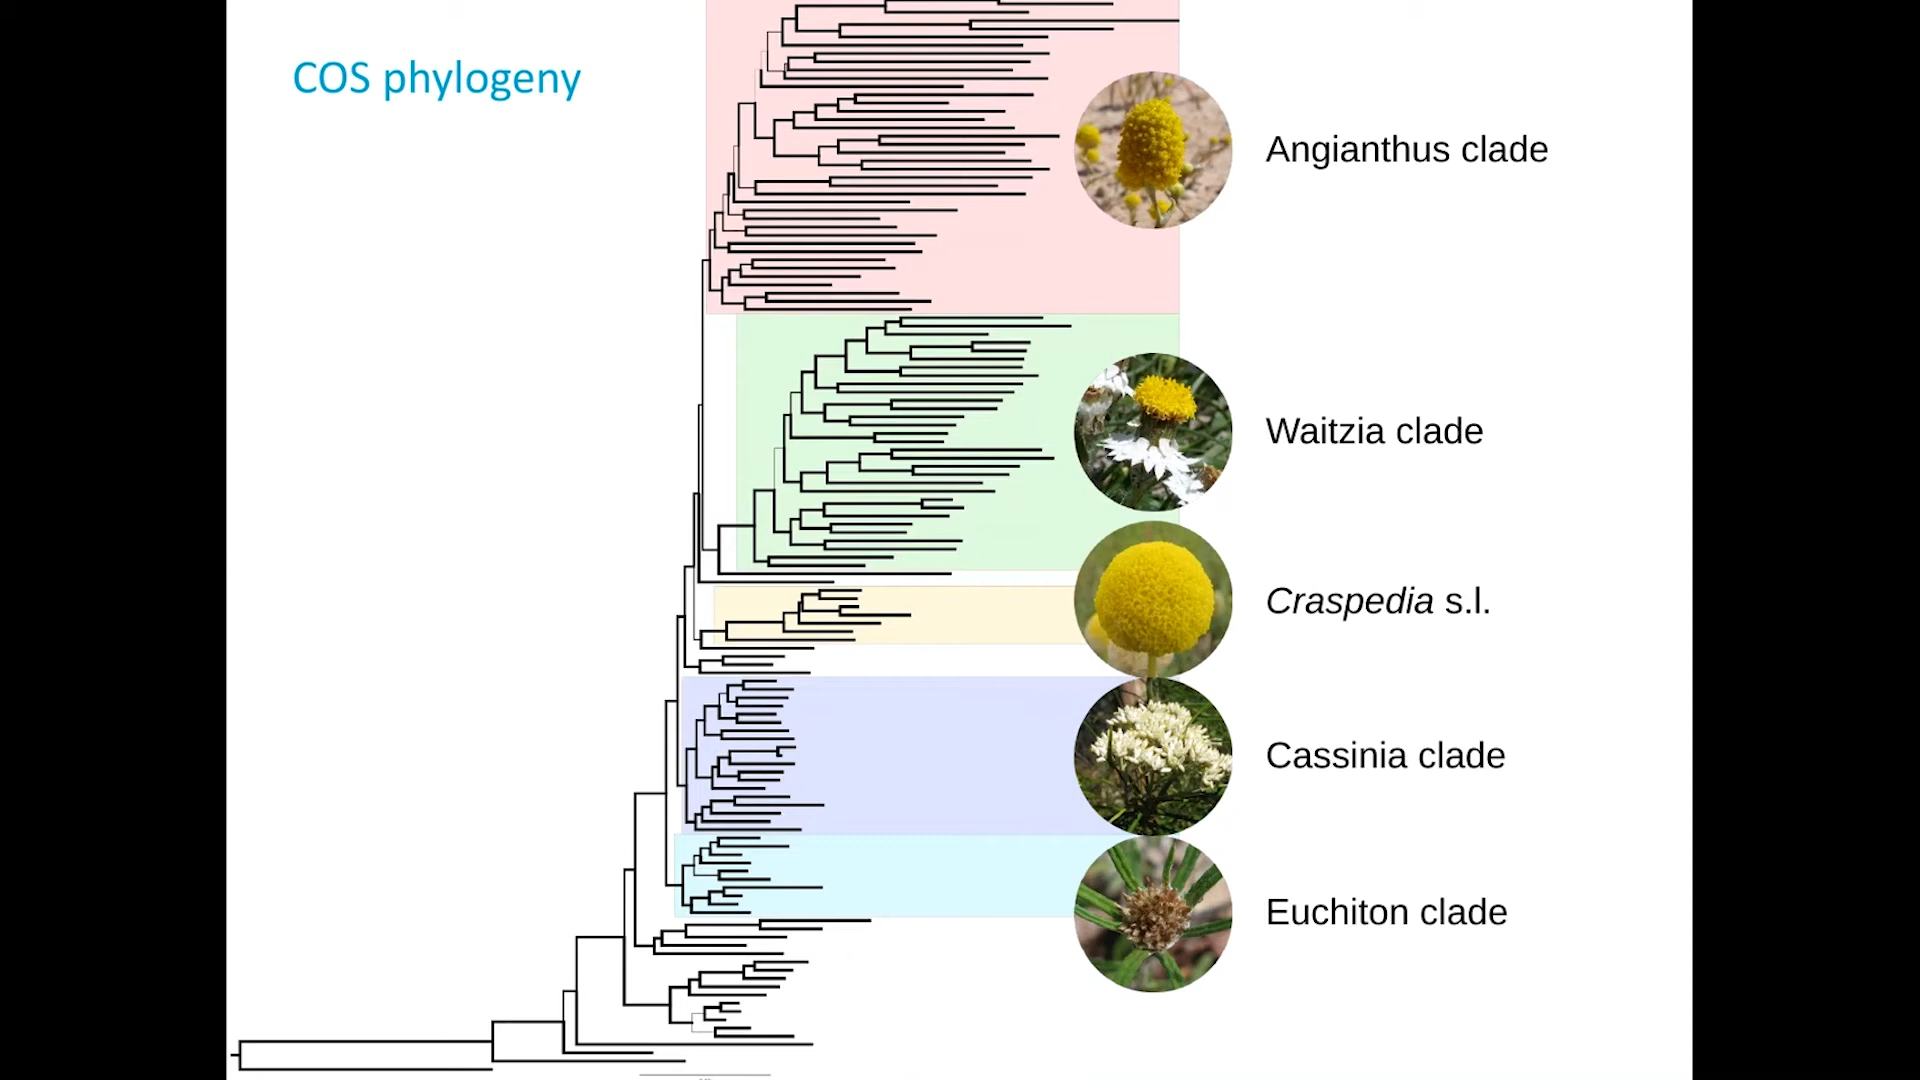 COS phylogeny
Angianthus clade
Waitzia clade
Craspedia s.l.
Cassinia clade
Euchiton clade